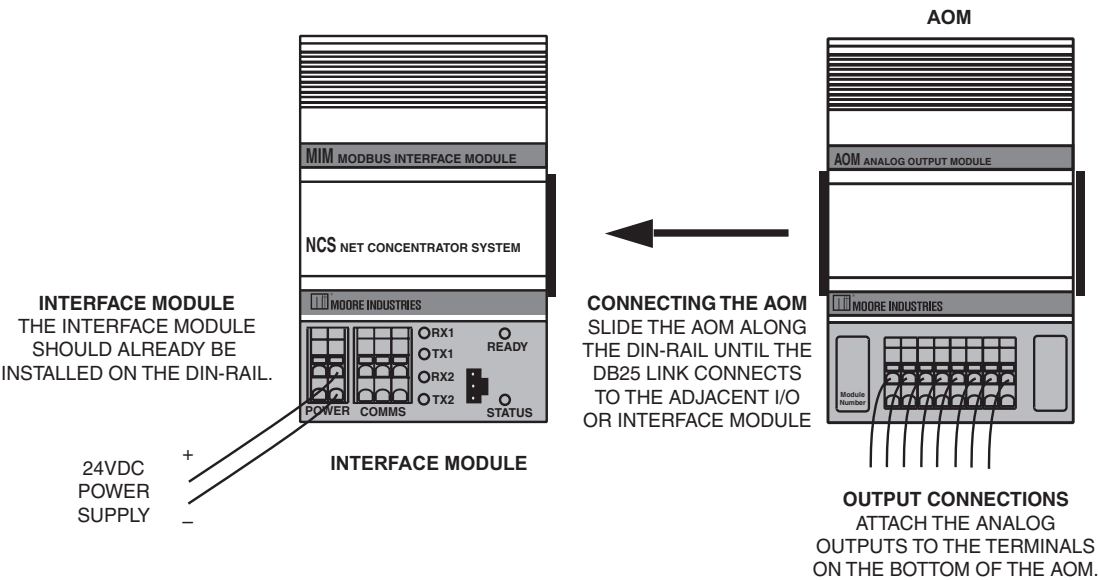 AOM
MIM MODBUS INTERFACE MODULE
NCS NET CONCENTRATOR SYSTEM
MOORE INDUSTRIES
RX1
TX1
RX2
TX2
READY
STATUS
POWER
COMMS
INTERFACE MODULE
INTERFACE MODULE
THE INTERFACE MODULE
SHOULD ALREADY BE
INSTALLED ON THE DIN-RAIL.
24VDC
POWER
SUPPLY
+
–
CONNECTING THE AOM
SLIDE THE AOM ALONG
THE DIN-RAIL UNTIL THE
DB25 LINK CONNECTS
TO THE ADJACENT I/O
OR INTERFACE MODULE
AOM ANALOG OUTPUT MODULE
MOORE INDUSTRIES
Module
Number
OUTPUT CONNECTIONS
ATTACH THE ANALOG
OUTPUTS TO THE TERMINALS
ON THE BOTTOM OF THE AOM.